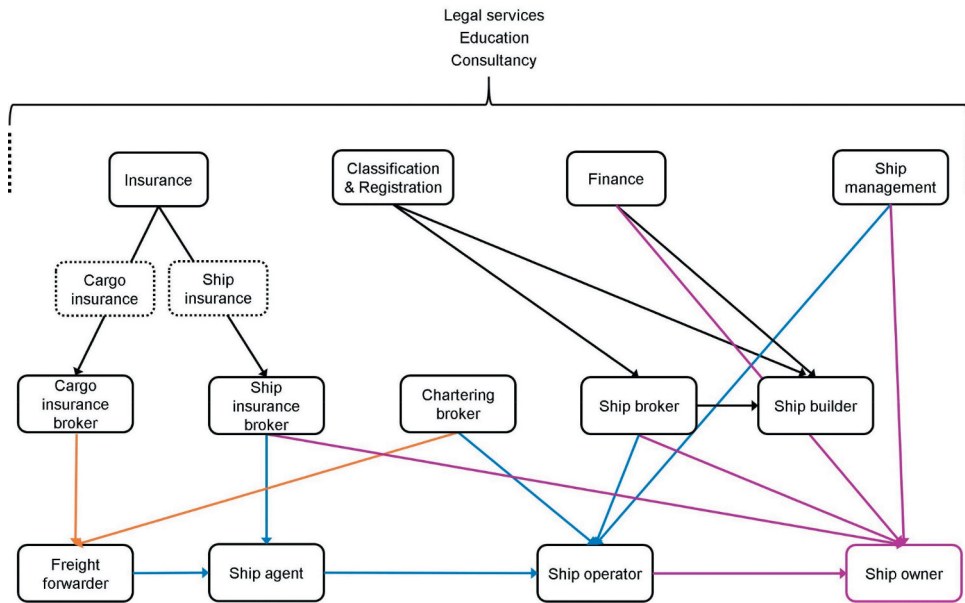 Legal services
Education
Consultancy
Insurance
Classification
& Registration
Finance
Ship
management
Cargo
insurance
Ship
insurance
Cargo
insurance
broker
Ship
insurance
broker
Chartering
broker
Ship broker
Ship builder
Freight
forwarder
Ship agent
Ship operator
Ship owner